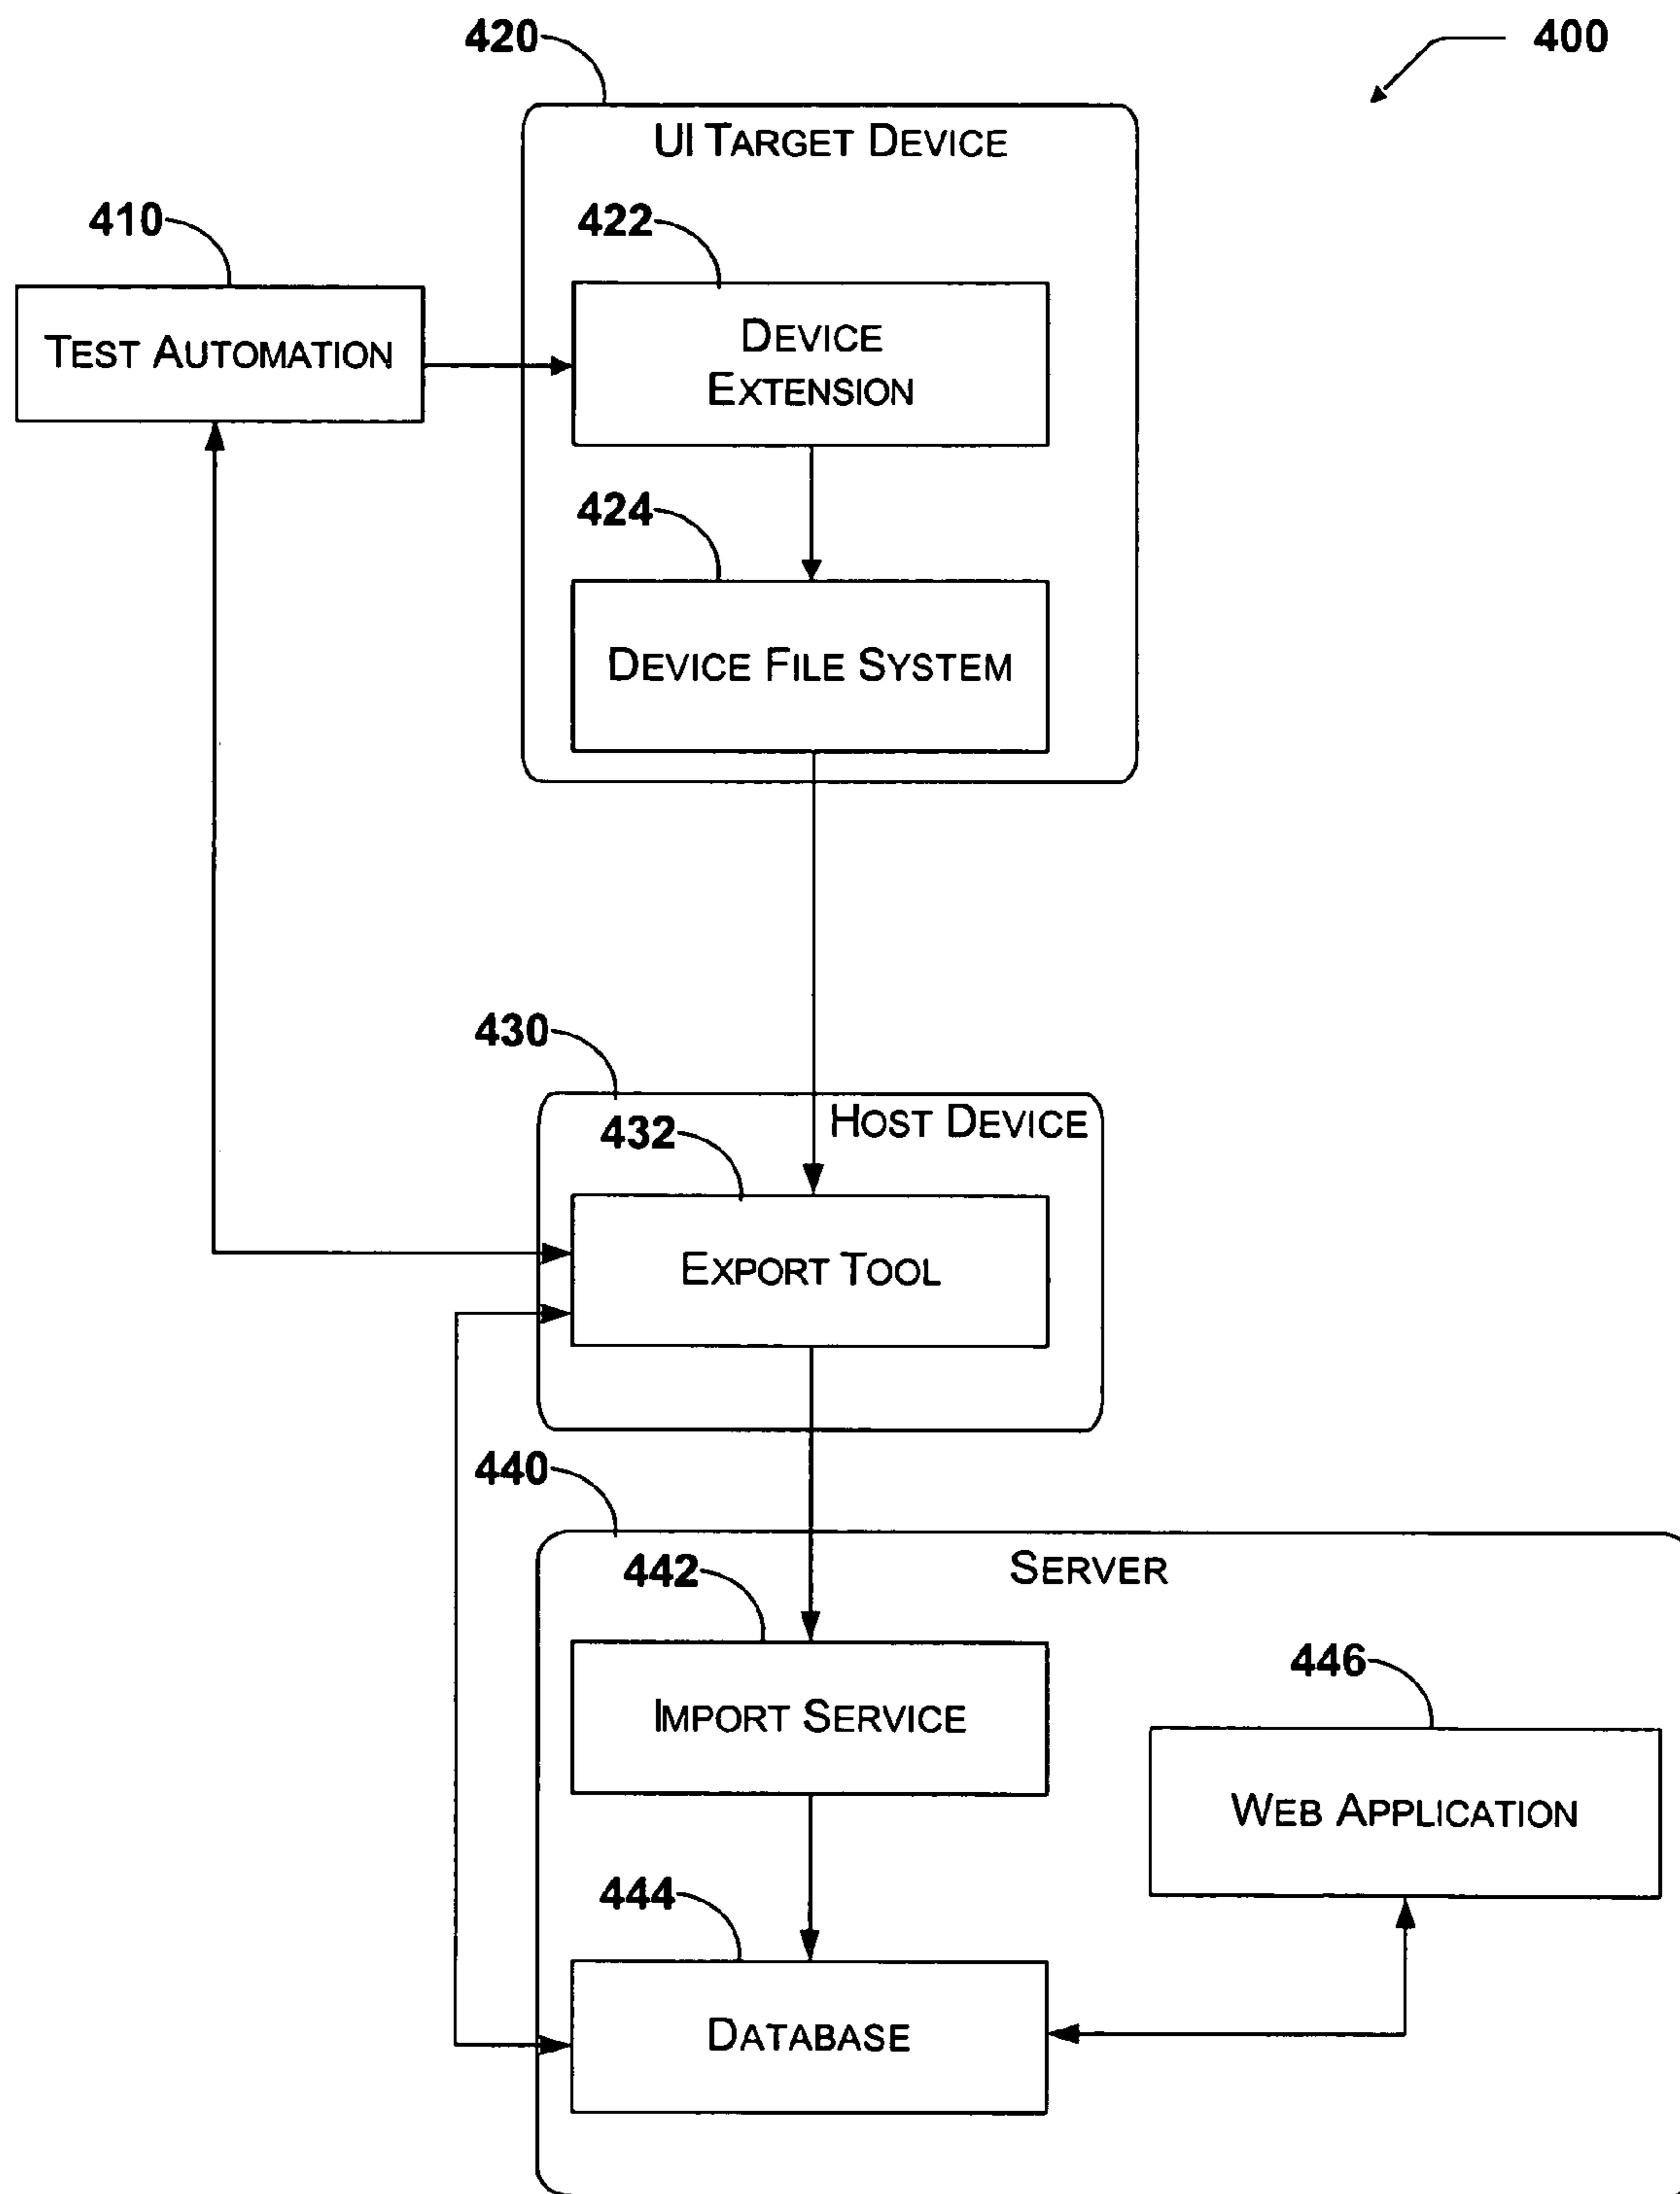 420
400
UI TARGET DEVICE
410
422
TEST AUTOMATION
DEVICE
EXTENSION
424
DEVICE FILE SYSTEM
430
HOST DEVICE
432
EXPORT TOOL
440
SERVER
442
446
IMPORT SERVICE
WEB APPLICATION
444
DATABASE